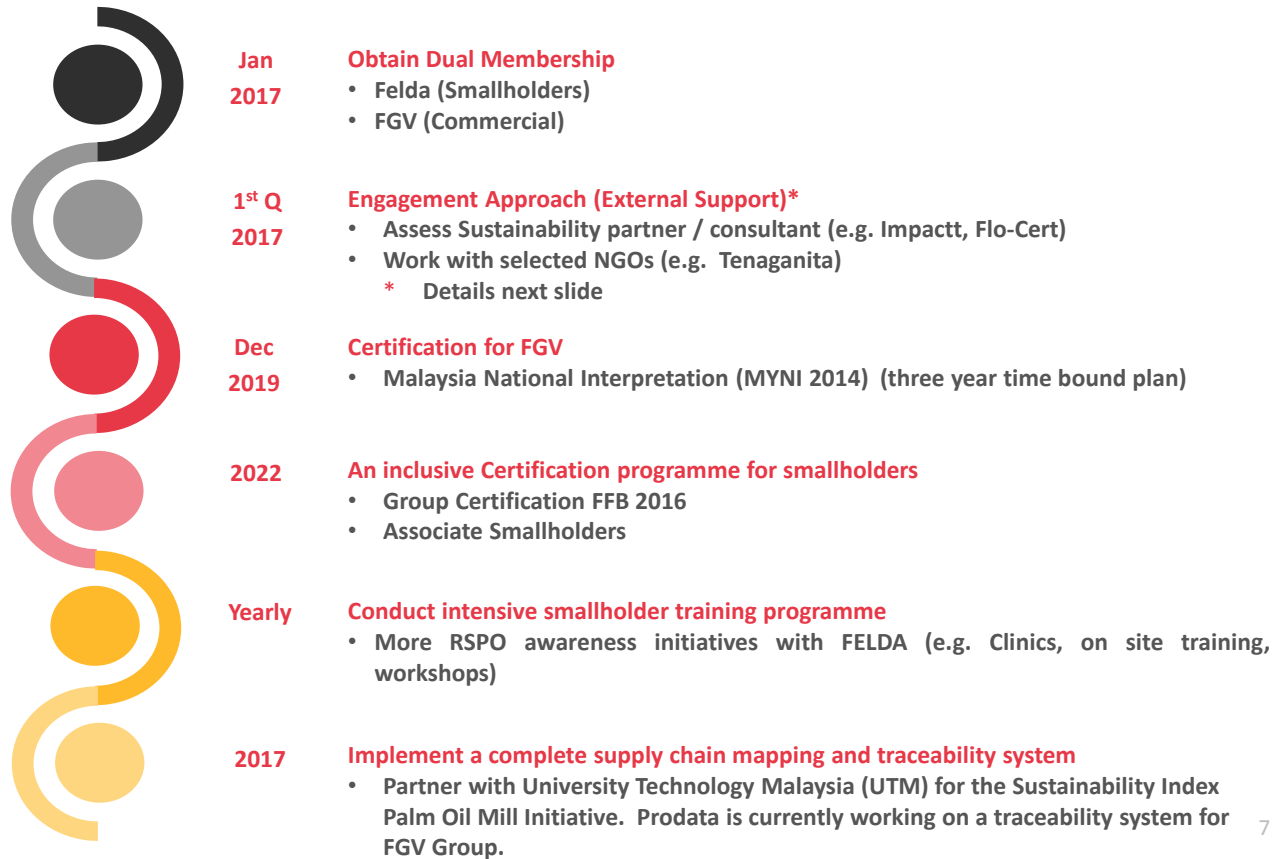 Jan
2017
Obtain Dual Membership
• Felda (Smallholders)
• FGV (Commercial)
1st Q
2017
Engagement Approach (External Support)*
• Assess Sustainability partner / consultant (e.g. Impactt, Flo-Cert)
• Work with selected NGOs (e.g. Tenaganita)
* Details next slide
Dec
2019
Certification for FGV
• Malaysia National Interpretation (MYNI 2014) (three year time bound plan)
2022
An inclusive Certification programme for smallholders
• Group Certification FFB 2016
• Associate Smallholders
Yearly
Conduct intensive smallholder training programme
• More RSPO awareness initiatives with FELDA (e.g. Clinics, on site training,
workshops)
2017
Implement a complete supply chain mapping and traceability system
• Partner with University Technology Malaysia (UTM) for the Sustainability Index
Palm Oil Mill Initiative. Prodata is currently working on a traceability system for
FGV Group.
7